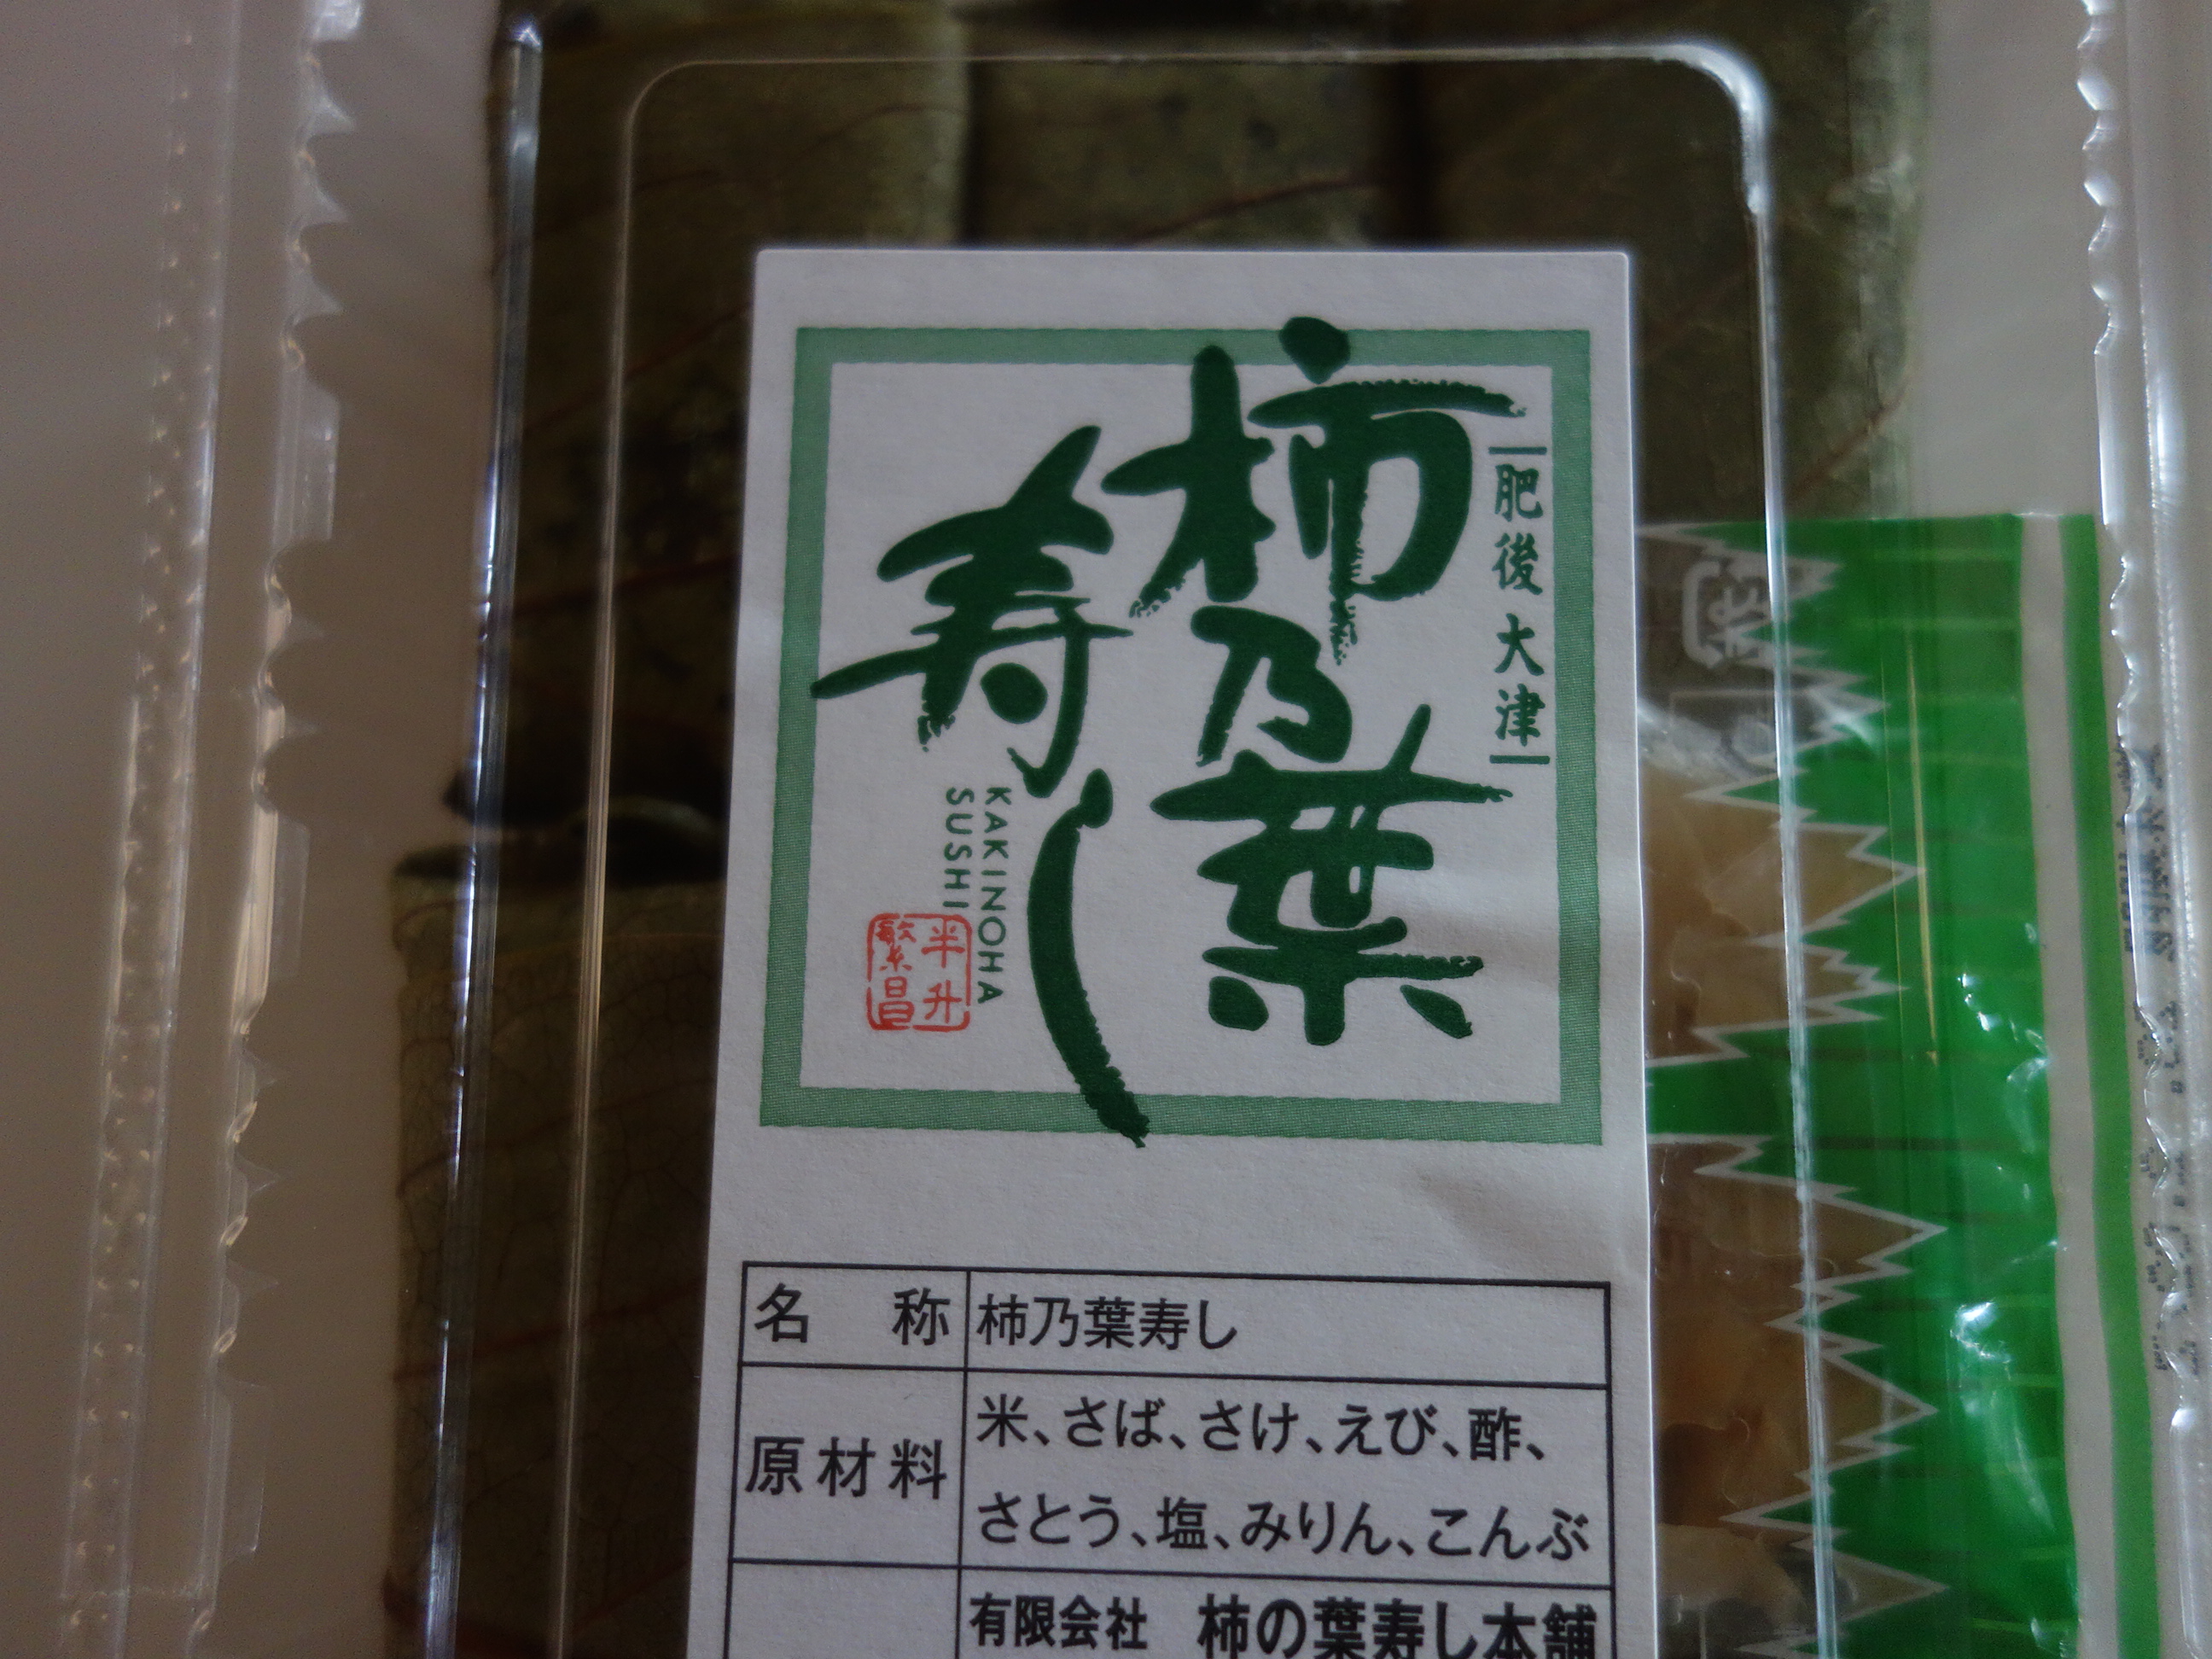 肥後大津
柿乃葉
寿し
KAKINOHA
SUSHI
半升
繁昌
名称 柿乃葉寿し
原材料 米、さば、さけ、えび、酢、
さとう、塩、みりん、こんぶ
有限会社 柿の葉寿し本舗